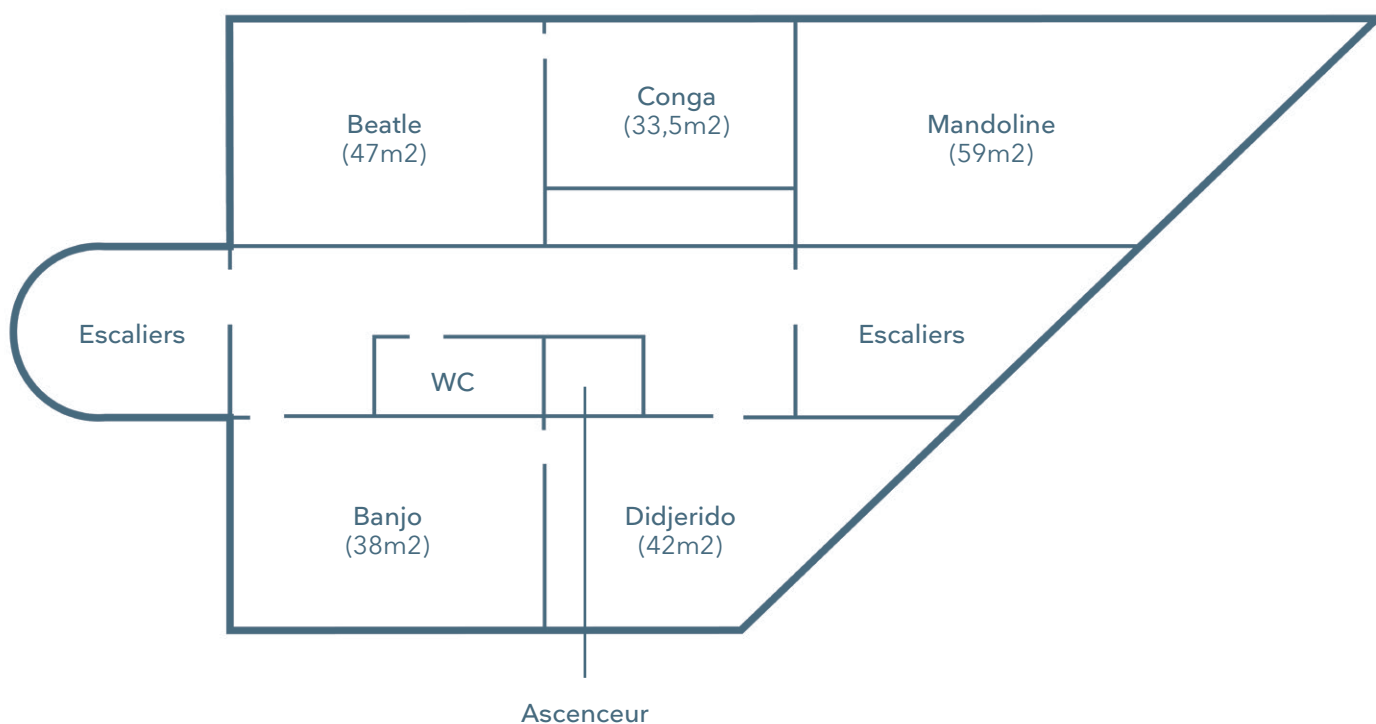 Beatle
(47m2)
Conga
(33,5m2)
Mandoline
(59m2)
Escaliers
WC
Escaliers
Banjo
(38m2)
Didjerido
(42m2)
Ascenceur